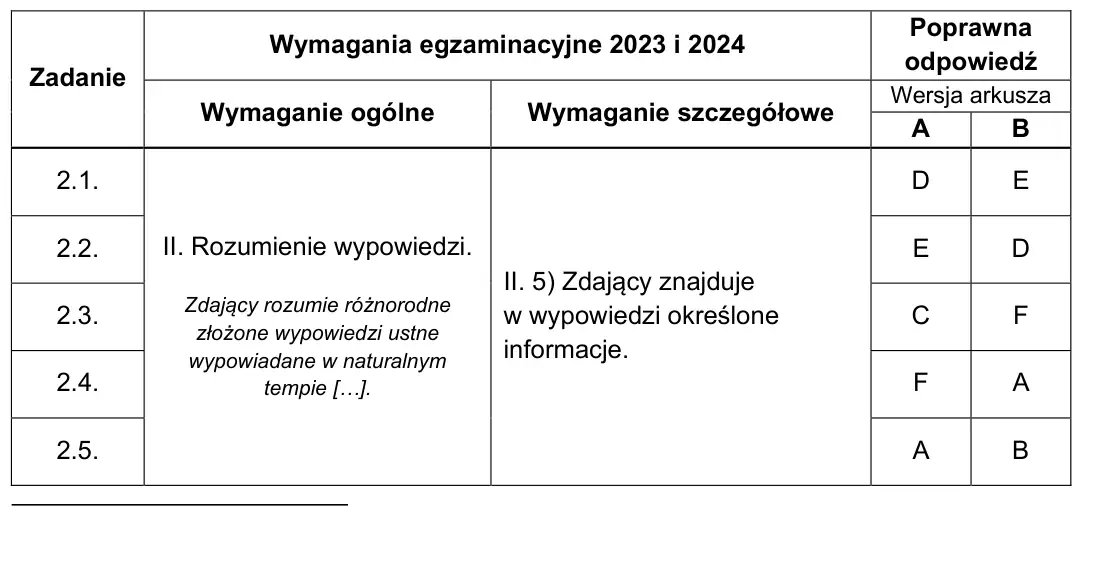 Zadanie
Wymagania egzaminacyjne 2023 i 2024
Poprawna
odpowiedź
Wymaganie ogólne
Wymaganie szczegółowe
Wersja arkusza
A B
2.1.
II. Rozumienie wypowiedzi.
Zdający rozumie różnorodne
złożone wypowiedzi ustne
wypowiadane w naturalnym
tempie […].
II. 5) Zdający znajduje
w wypowiedzi określone
informacje.
D E
2.2. E D
2.3. C F
2.4. F A
2.5. A B